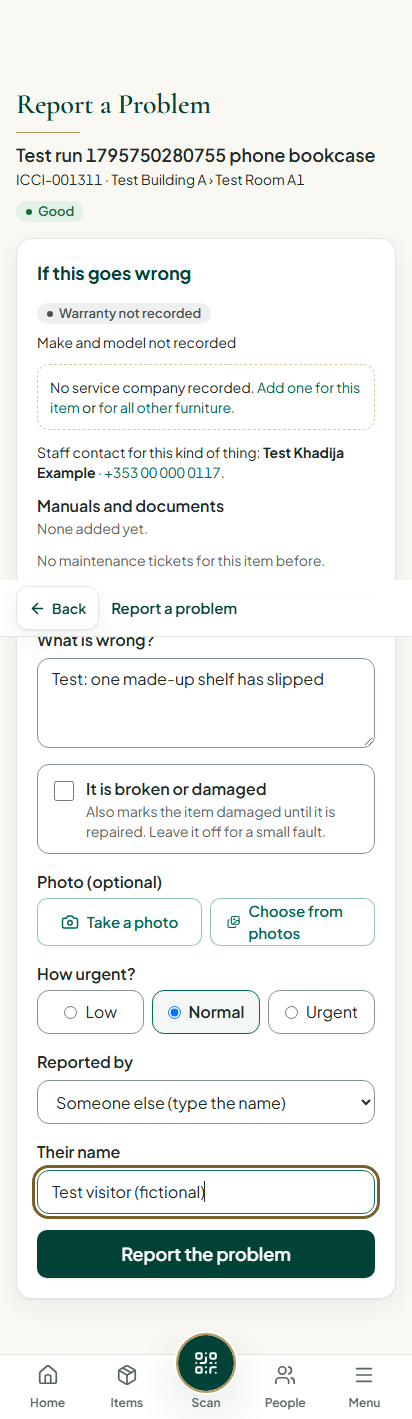 Report a Problem
Test run 1795750280755 phone bookcase
ICCI-001311 · Test Building A › Test Room A1
Good
If this goes wrong
Warranty not recorded
Make and model not recorded
No service company recorded. Add one for this
item or for all other furniture.
Staff contact for this kind of thing: Test Khadija
Example · +353 00 000 0117.
Manuals and documents
None added yet.
No maintenance tickets for this item before.
Back
Report a problem
What is wrong?
Test: one made-up shelf has slipped
It is broken or damaged
Also marks the item damaged until it is
repaired. Leave it off for a small fault.
Photo (optional)
Take a photo
Choose from
photos
How urgent?
Low
Normal
Urgent
Reported by
Someone else (type the name)
Their name
Test visitor (fictional)
Report the problem
Home
Items
Scan
People
Menu